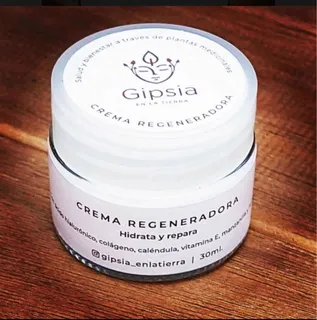 Salud y bienestar a través de plantas medicinales
Gipsia
EN LA TIERRA
CREMA REGENERADORA
CREMA REGENERADORA
Hidrata y repara
hialurónico, colágeno, caléndula, vitamina E, mandarina
gipsia_enlatierra | 30ml.